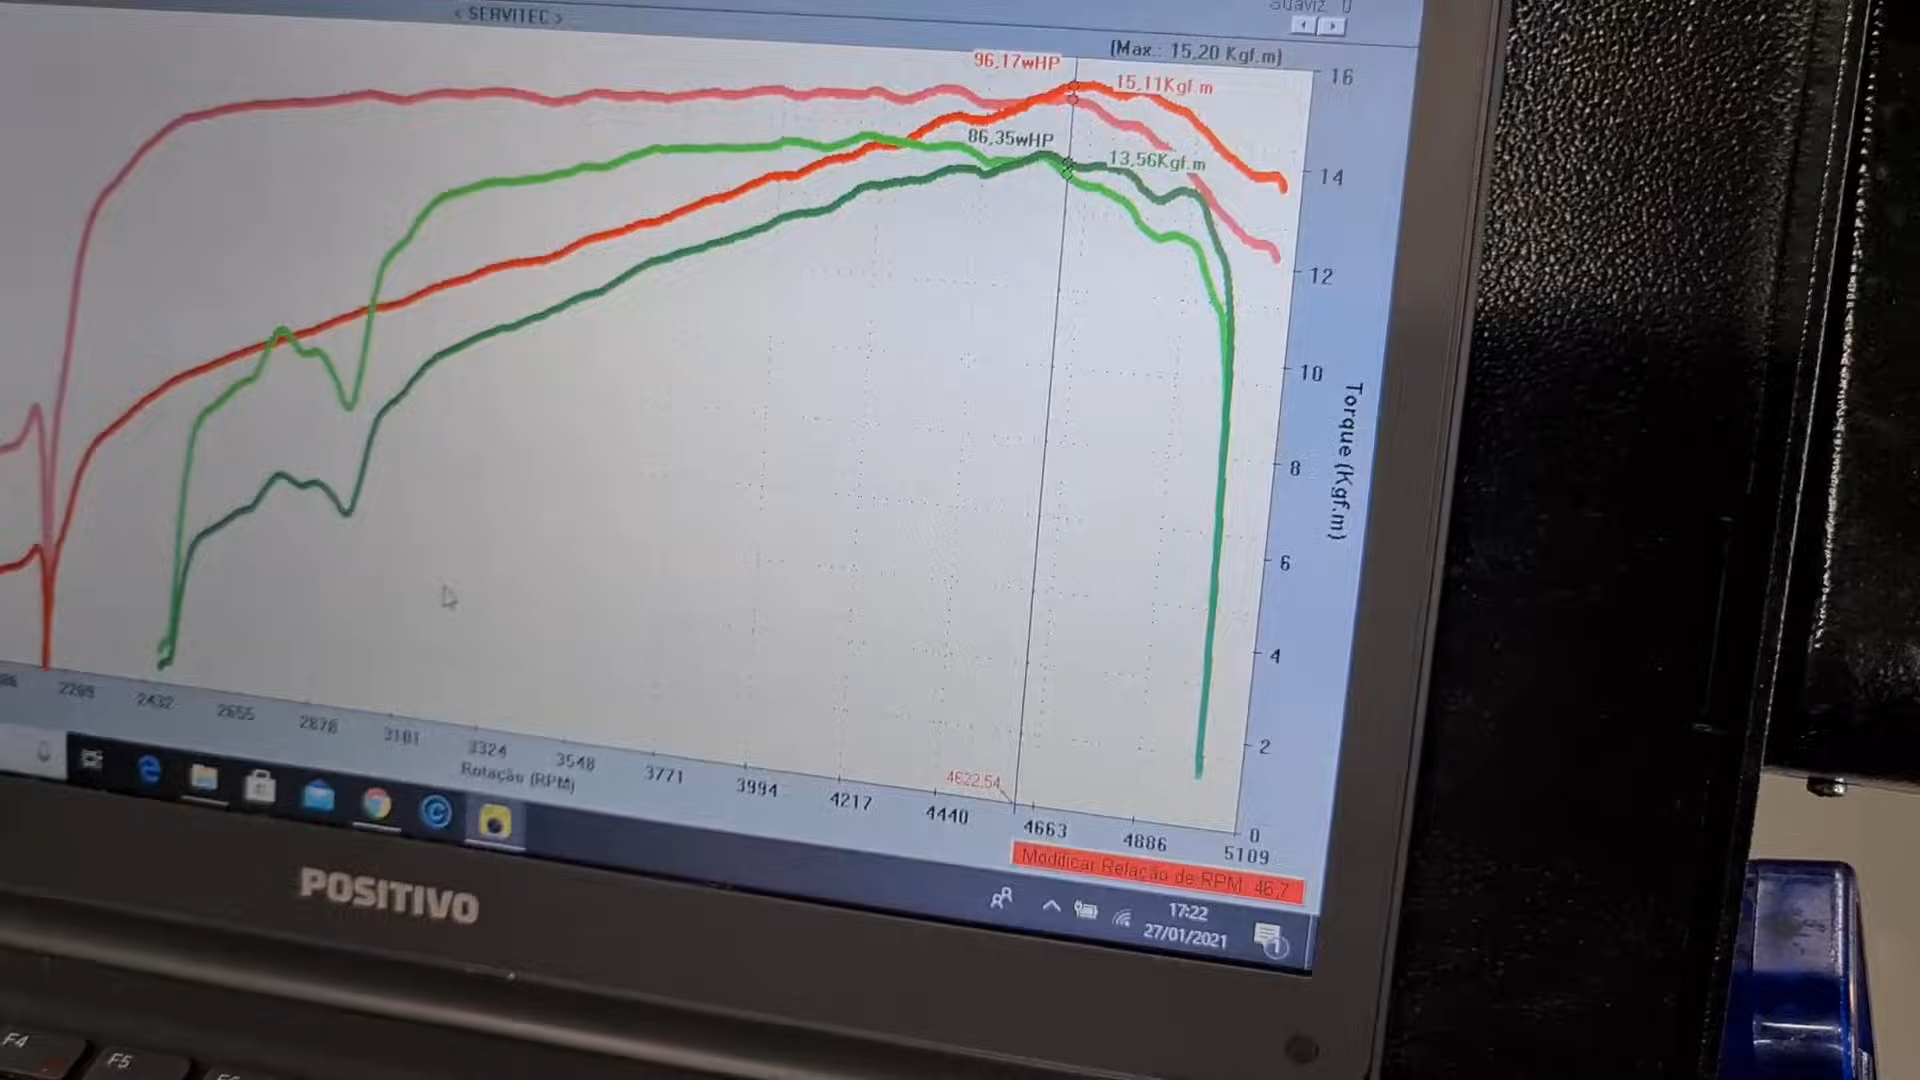 < SERVITEC >
Suaviz 0
(Max.: 15,20 Kgf.m)
96,17wHP
15,11Kgf.m
86,35wHP
13,56Kgf.m
16
14
12
10
8
6
4
2
0
Torque (Kgf.m)
2209
2432
2655
2878
3101
3324
3548
3771
3994
4217
4440
4663
4886
5109
4622,54
Rotação (RPM)
Modificar Relação de RPM 46,7
17:22
27/01/2021
1
POSITIVO
F4
F5